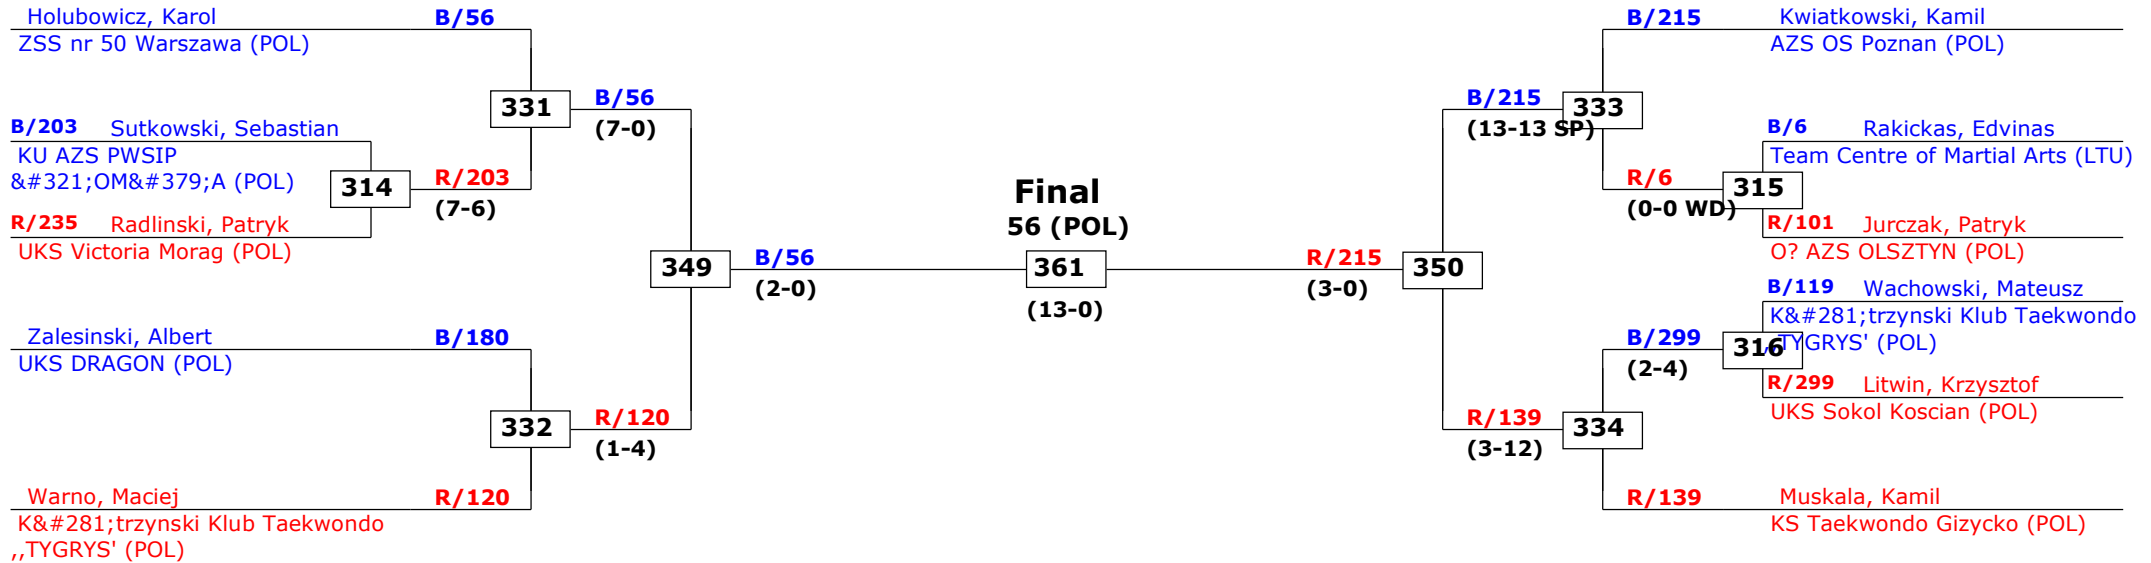 Holubowicz, Karol
B/56
ZSS nr 50 Warszawa (POL)
331
B/56
(7-0)
B/203 Sutkowski, Sebastian
KU AZS PWSIP
&#321;OM&#379;A (POL)
314
R/203
(7-6)
R/235 Radlinski, Patryk
UKS Victoria Morag (POL)
349
B/56
(2-0)
Zalesinski, Albert
B/180
UKS DRAGON (POL)
332
R/120
(1-4)
Warno, Maciej
R/120
K&#281;trzynski Klub Taekwondo
,,TYGRYS' (POL)
Final
56 (POL)
361
(13-0)
B/215
Kwiatkowski, Kamil
AZS OS Poznan (POL)
B/215
333
(13-13 SP)
B/6 Rakickas, Edvinas
Team Centre of Martial Arts (LTU)
R/6
315
(0-0 WD)
R/101 Jurczak, Patryk
O? AZS OLSZTYN (POL)
R/215
350
(3-0)
B/119 Wachowski, Mateusz
K&#281;trzynski Klub Taekwondo
,,TYGRYS' (POL)
B/299
316
(2-4)
R/299 Litwin, Krzysztof
UKS Sokol Koscian (POL)
R/139
334
(3-12)
R/139
Muskala, Kamil
KS Taekwondo Gizycko (POL)